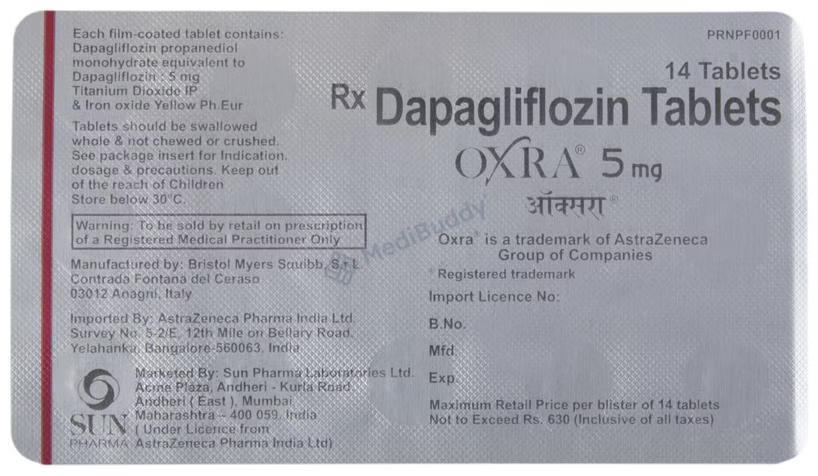 Each film-coated tablet contains:
Dapagliflozin propanediol
monohydrate equivalent to
Dapagliflozin : 5 mg
Titanium Dioxide IP
& Iron oxide Yellow Ph.Eur
Tablets should be swallowed
whole & not chewed or crushed.
See package insert for Indication,
dosage & precautions. Keep out
of the reach of Children
Store below 30°C.
Warning: To be sold by retail on prescription
of a Registered Medical Practitioner Only
Manufactured by: Bristol Myers Squibb, S.r.L.
Contrada Fontana del Ceraso
03012 Anagni, Italy
Imported By: AstraZeneca Pharma India Ltd.
Survey No. 5-2/E, 12th Mile on Bellary Road,
Yelahanka, Bangalore-560063, India
SUN
PHARMA
Marketed By: Sun Pharma Laboratories Ltd.
Acme Plaza, Andheri - Kurla Road,
Andheri ( East ), Mumbai,
Maharashtra – 400 059, India
( Under Licence from
AstraZeneca Pharma India Ltd)
PRNPF0001
14 Tablets
Rx Dapagliflozin Tablets
OXRA® 5 mg
ऑक्सरा®
MediBuddy
Oxra® is a trademark of AstraZeneca
Group of Companies
® Registered trademark
Import Licence No:
B.No.
Mfd.
Exp.
Maximum Retail Price per blister of 14 tablets
Not to Exceed Rs. 630 (Inclusive of all taxes)